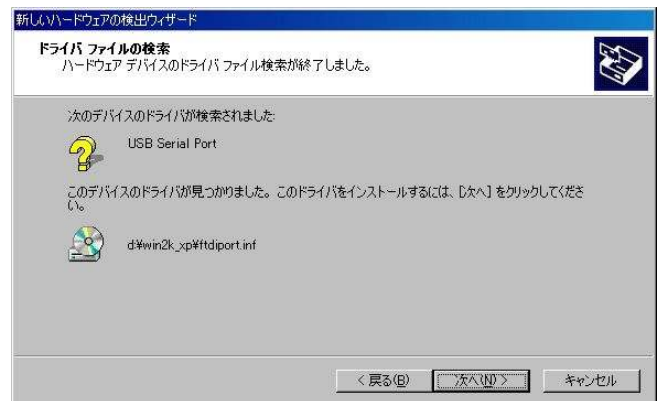 新しいハードウェアの検出ウィザード
ドライバ ファイルの検索
ハードウェア デバイスのドライバ ファイル検索が終了しました。
次のデバイスのドライバが検索されました:
USB Serial Port
このデバイスのドライバが見つかりました。このドライバをインストールするには、[次へ] をクリックしてくださ
い。
d:¥win2k_xp¥ftdiport.inf
< 戻る(B)
次へ(N) >
キャンセル